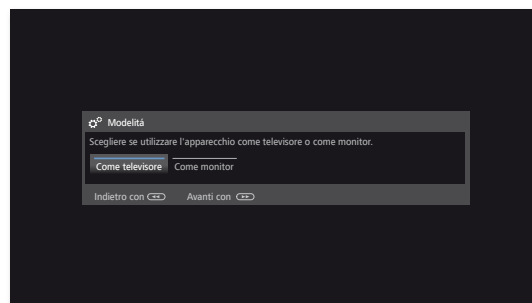 Modelitá
Scegliere se utilizzare l'apparecchio come televisore o come monitor.
Come televisore Come monitor
Indietro con Avanti con